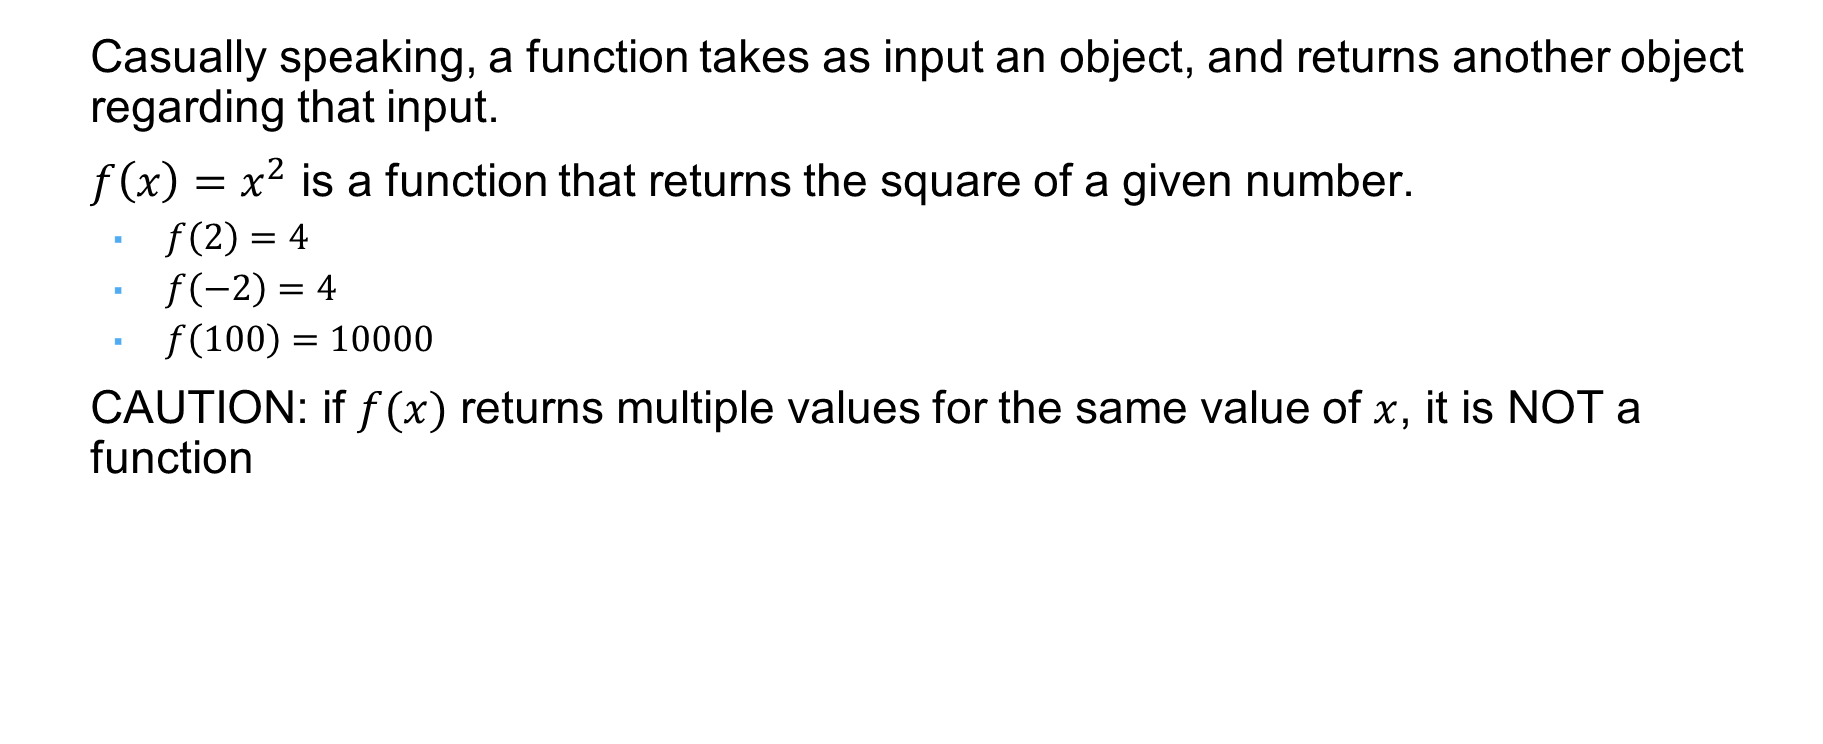 Casually speaking, a function takes as input an object, and returns another object
regarding that input.
f(x) = x² is a function that returns the square of a given number.
▪ f(2) = 4
▪ f(−2) = 4
▪ f(100) = 10000
CAUTION: if f(x) returns multiple values for the same value of x, it is NOT a
function